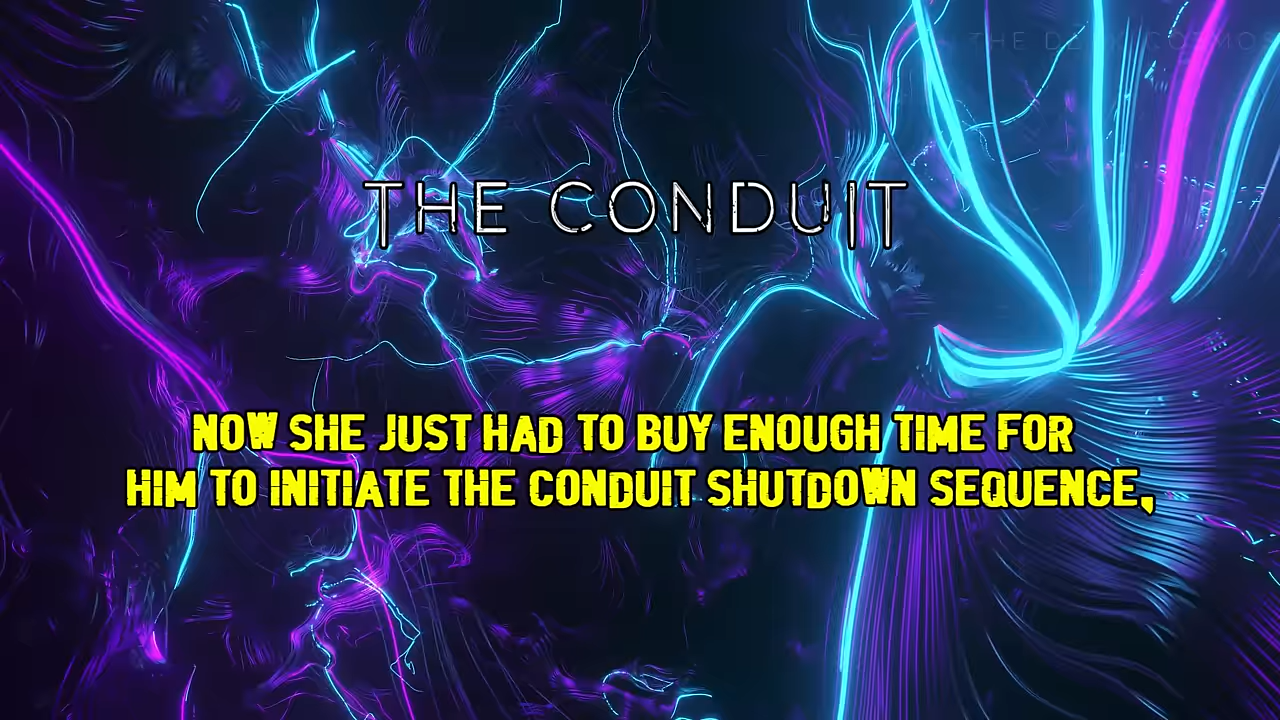 THE CONDUIT
NOW SHE JUST HAD TO BUY ENOUGH TIME FOR
HIM TO INITIATE THE CONDUIT SHUTDOWN SEQUENCE,